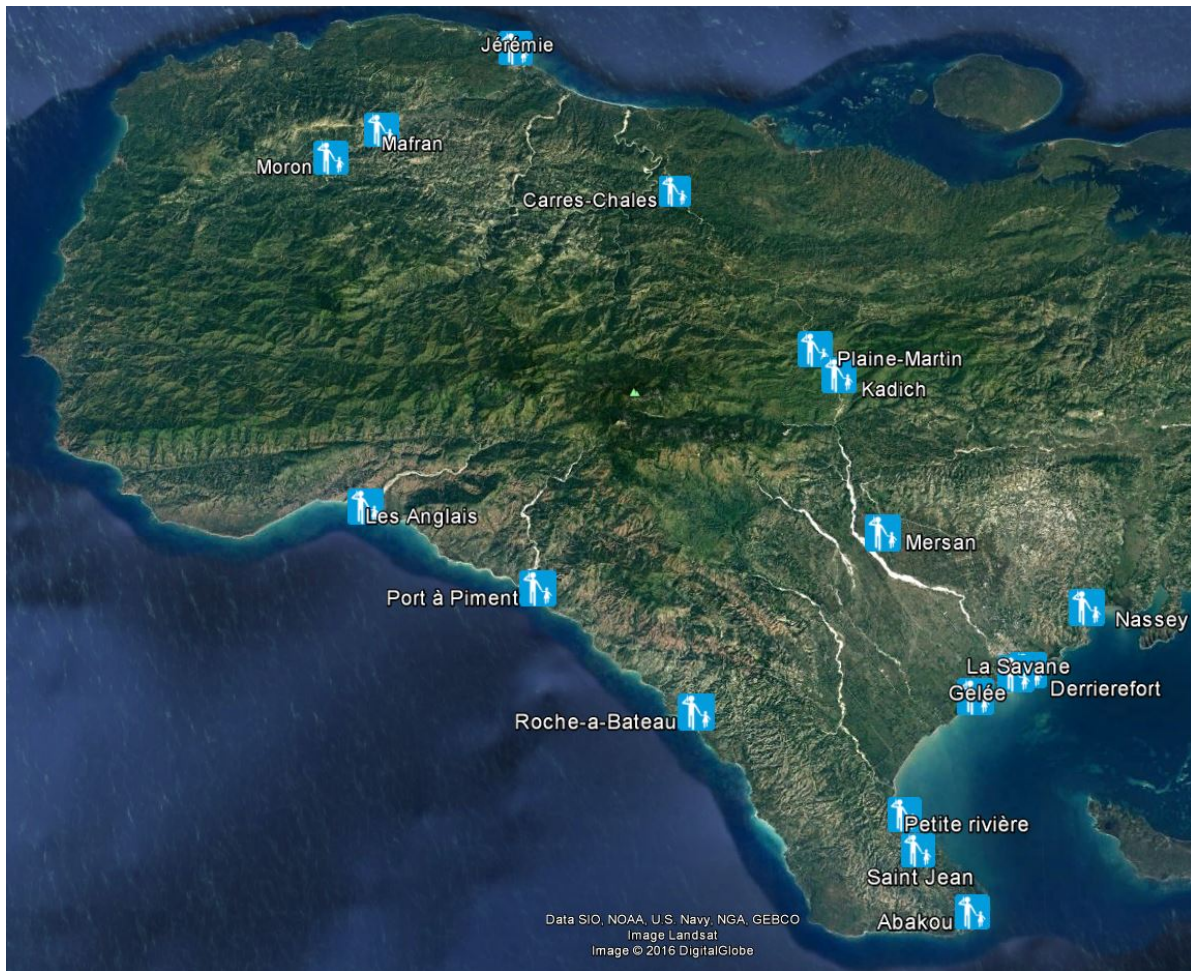 Jérémie
Mafran
Moron
Carres-Chales
Plaine-Martin
Kadich
Les Anglais
Mersan
Port à Piment
Nassey
La Savane
Derrierefort
Gelée
Roche-a-Bateau
Petite rivière
Saint Jean
Abakou
Data SIO, NOAA, U.S. Navy, NGA, GEBCO
Image Landsat
Image © 2016 DigitalGlobe